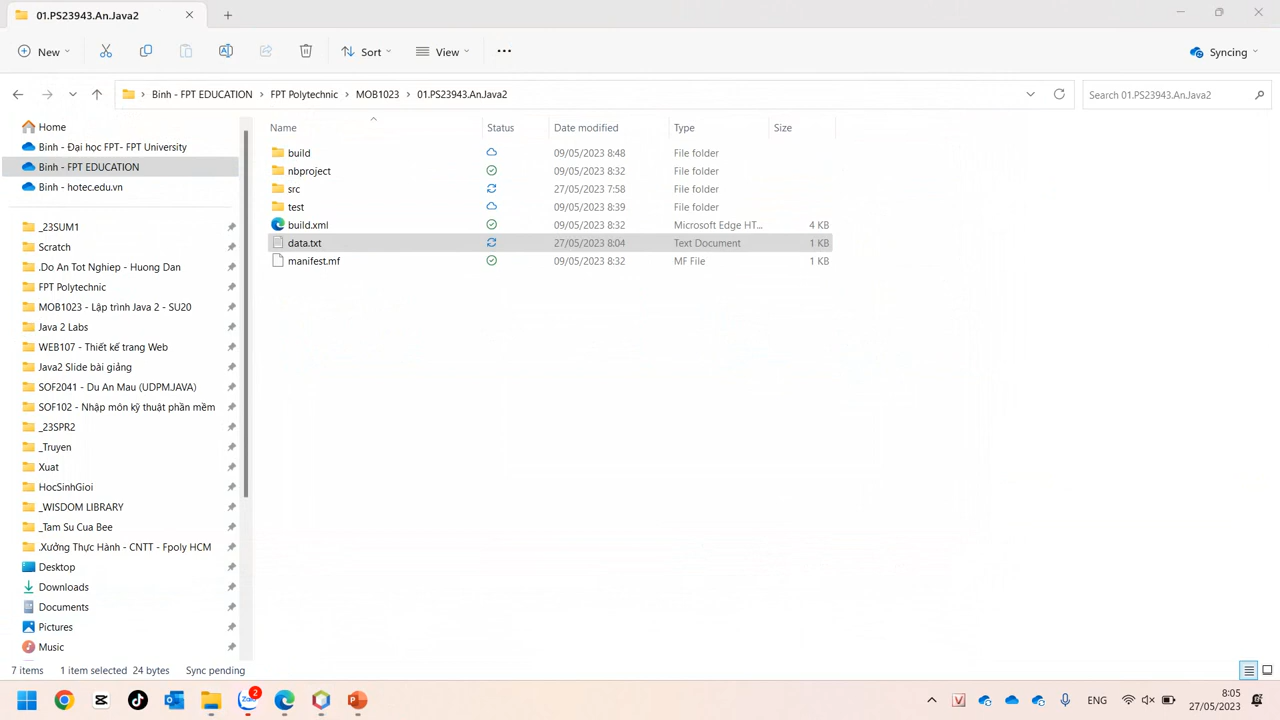 01.PS23943.An.Java2
New
Sort
View
Syncing
Binh - FPT EDUCATION
FPT Polytechnic
MOB1023
01.PS23943.An.Java2
Search 01.PS23943.An.Java2
Name Status Date modified Type Size
build 09/05/2023 8:48 File folder
nbproject 09/05/2023 8:32 File folder
src 27/05/2023 7:58 File folder
test 09/05/2023 8:39 File folder
build.xml 09/05/2023 8:32 Microsoft Edge HT... 4 KB
data.txt 27/05/2023 8:04 Text Document 1 KB
manifest.mf 09/05/2023 8:32 MF File 1 KB
Home
Binh - Đại học FPT- FPT University
Binh - FPT EDUCATION
Binh - hotec.edu.vn
_23SUM1
Scratch
.Do An Tot Nghiep - Huong Dan
FPT Polytechnic
MOB1023 - Lập trình Java 2 - SU20
Java 2 Labs
WEB107 - Thiết kế trang Web
Java2 Slide bài giảng
SOF2041 - Du An Mau (UDPM.JAVA)
SOF102 - Nhập môn kỹ thuật phần mềm
_23SPR2
_Truyen
Xuat
HocSinhGioi
_WISDOM LIBRARY
_Tam Su Cua Bee
.Xưởng Thực Hành - CNTT - Fpoly HCM
Desktop
Downloads
Documents
Pictures
Music
7 items 1 item selected 24 bytes Sync pending
Zalo
2
ENG
8:05
27/05/2023